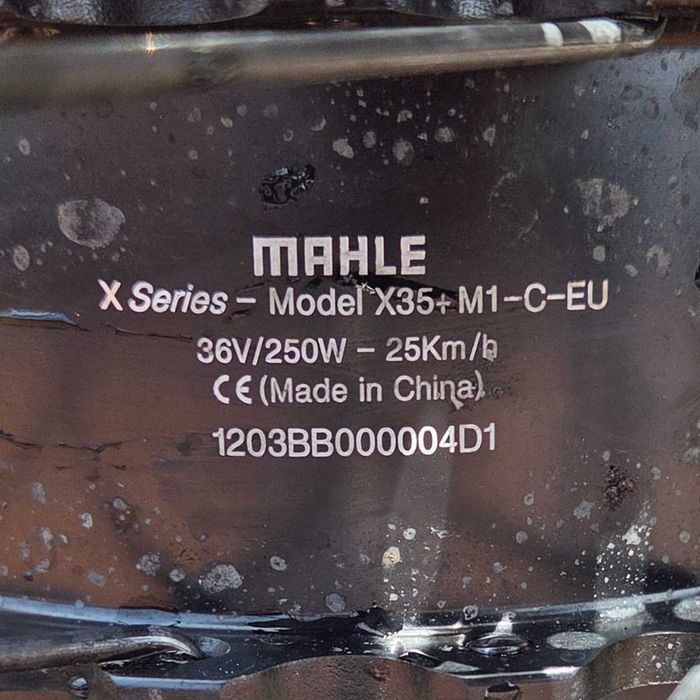 MAHLE
X Series - Model X35+ M1-C-EU
36V/250W - 25Km/h
CE (Made in China)
1203BB000004D1